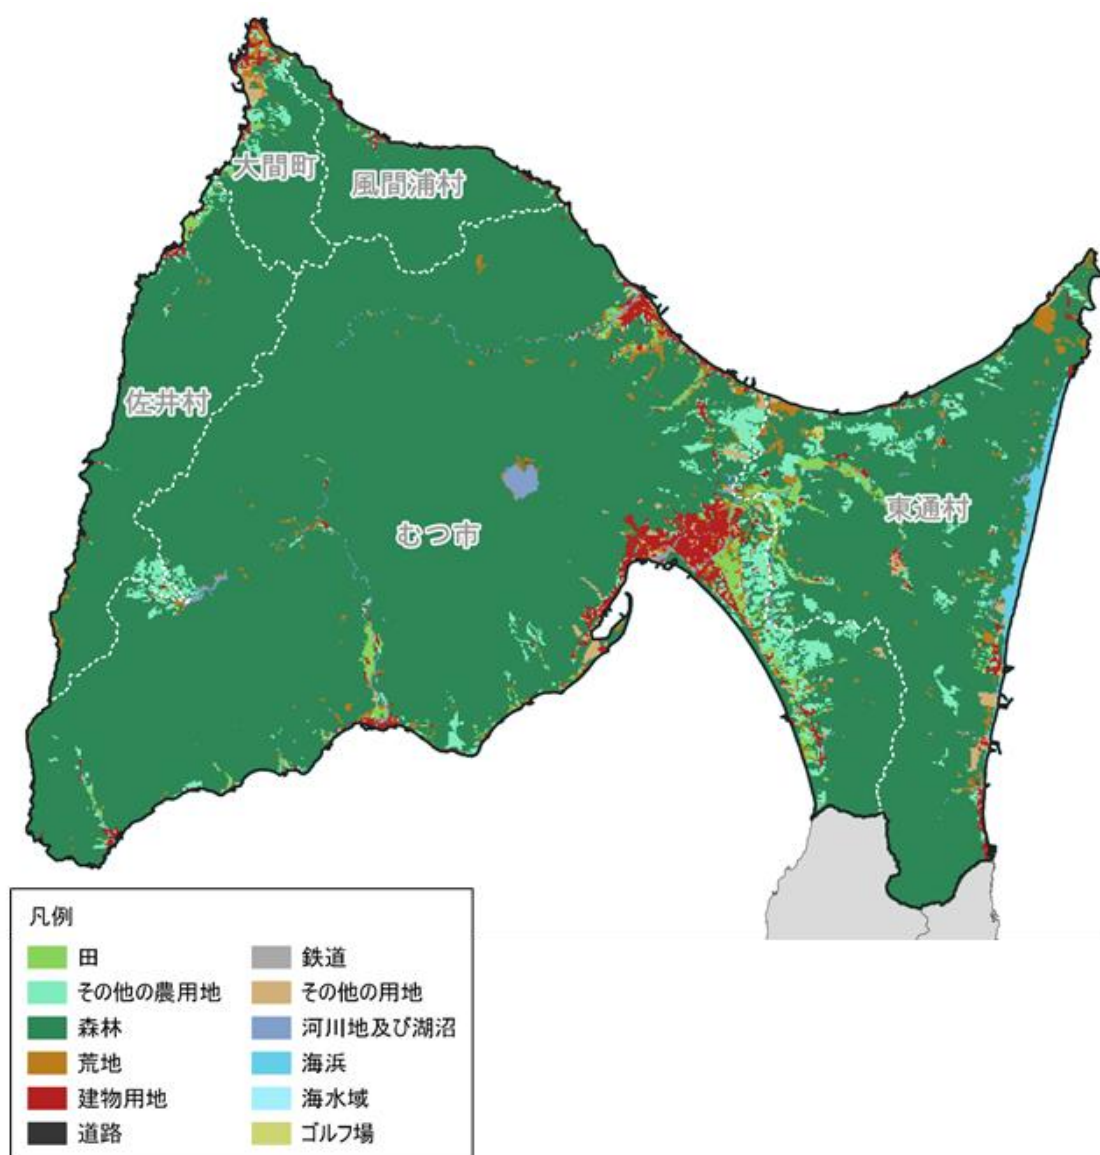 大間町
風間浦村
佐井村
むつ市
東通村
凡例
田
その他の農用地
森林
荒地
建物用地
道路
鉄道
その他の用地
河川地及び湖沼
海浜
海水域
ゴルフ場